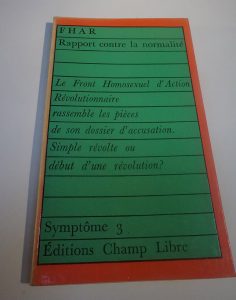 FHAR
Rapport contre la normalité
Le Front Homosexuel d'Action
Révolutionnaire
rassemble les pièces
de son dossier d'accusation.
Simple révolte ou
début d'une révolution?
Symptôme 3
Éditions Champ Libre